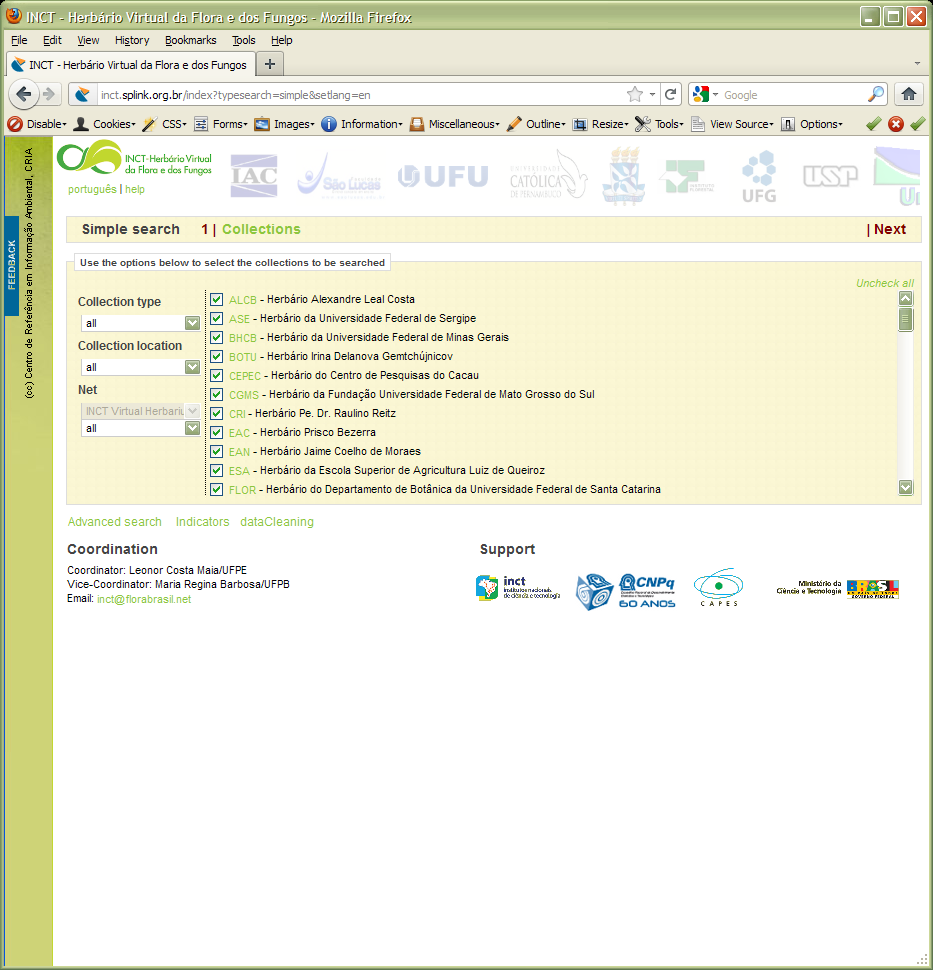 INCT - Herbário Virtual da Flora e dos Fungos - Mozilla Firefox
File Edit View History Bookmarks Tools Help
INCT - Herbário Virtual da Flora e dos Fungos
inct.splink.org.br/index?typesearch=simple&setlang=en
Google
Disable Cookies CSS Forms Images Information Miscellaneous Outline Resize Tools View Source Options
FEEDBACK
(cc) Centro de Referência em Informação Ambiental, CRIA
INCT-Herbário Virtual
da Flora e dos Fungos
português | help
IAC
São Lucas
UFU
UNIVERSIDADE
CATÓLICA
DE PERNAMBUCO
UFG
USP
Simple search 1 | Collections | Next
Use the options below to select the collections to be searched
Uncheck all
Collection type
all
Collection location
all
Net
INCT Virtual Herbariu
all
ALCB - Herbário Alexandre Leal Costa
ASE - Herbário da Universidade Federal de Sergipe
BHCB - Herbário da Universidade Federal de Minas Gerais
BOTU - Herbário Irina Delanova Gemtchújnicov
CEPEC - Herbário do Centro de Pesquisas do Cacau
CGMS - Herbário da Fundação Universidade Federal de Mato Grosso do Sul
CRI - Herbário Pe. Dr. Raulino Reitz
EAC - Herbário Prisco Bezerra
EAN - Herbário Jaime Coelho de Moraes
ESA - Herbário da Escola Superior de Agricultura Luiz de Queiroz
FLOR - Herbário do Departamento de Botânica da Universidade Federal de Santa Catarina
Advanced search Indicators dataCleaning
Coordination
Coordinator: Leonor Costa Maia/UFPE
Vice-Coordinator: Maria Regina Barbosa/UFPB
Email: inct@florabrasil.net
Support
inct
institutos nacionais
de ciência e tecnologia
CNPq
60 ANOS
CAPES
Ministério da
Ciência e Tecnologia
BRASIL
GOVERNO FEDERAL